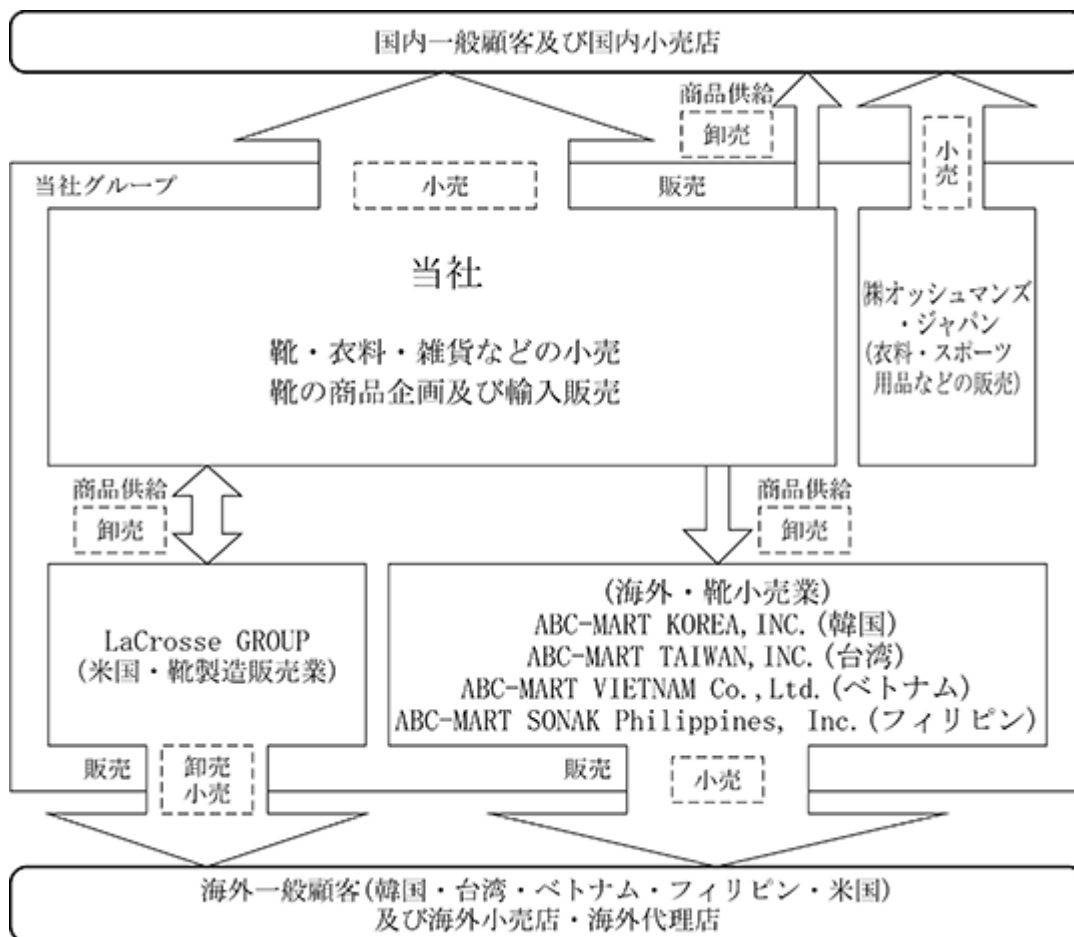 国内一般顧客及び国内小売店
商品供給
卸売
小売
当社グループ
小売
販売
当社
靴・衣料・雑貨などの小売
靴の商品企画及び輸入販売
㈱オッシュマンズ
・ジャパン
(衣料・スポーツ
用品などの販売)
商品供給
卸売
商品供給
卸売
LaCrosse GROUP
(米国・靴製造販売業)
(海外・靴小売業)
ABC-MART KOREA,INC.(韓国)
ABC-MART TAIWAN,INC.(台湾)
ABC-MART VIETNAM Co.,Ltd.(ベトナム)
ABC-MART SONAK Philippines, Inc.(フィリピン)
販売
卸売
小売
販売
小売
海外一般顧客(韓国・台湾・ベトナム・フィリピン・米国)
及び海外小売店・海外代理店